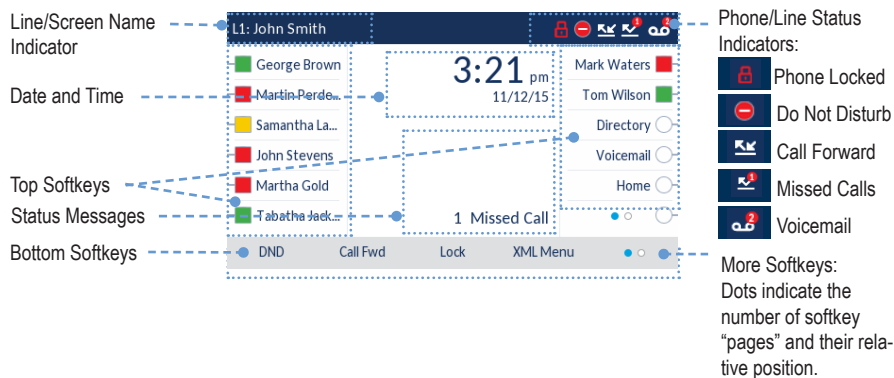 Line/Screen Name
Indicator
Date and Time
Top Softkeys
Status Messages
Bottom Softkeys
L1: John Smith
1
2
George Brown
Martin Perde...
Samantha La...
John Stevens
Martha Gold
Tabatha Jack...
3:21 pm
11/12/15
1 Missed Call
Mark Waters
Tom Wilson
Directory
Voicemail
Home
DND Call Fwd Lock XML Menu
Phone/Line Status
Indicators:
Phone Locked
Do Not Disturb
Call Forward
1 Missed Calls
2 Voicemail
More Softkeys:
Dots indicate the
number of softkey
“pages” and their rela-
tive position.